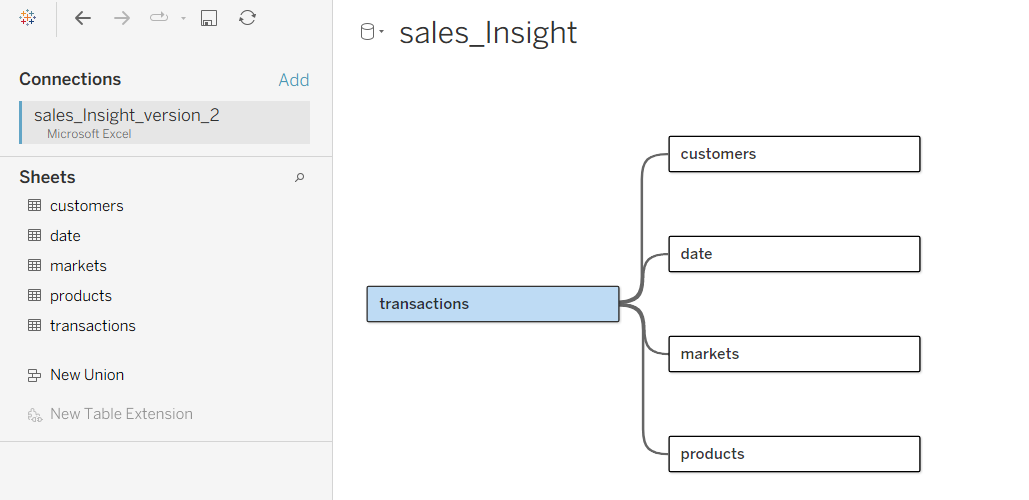 sales_Insight
Connections
Add
sales_Insight_version_2
Microsoft Excel
Sheets
customers
date
markets
products
transactions
New Union
New Table Extension
transactions
customers
date
markets
products